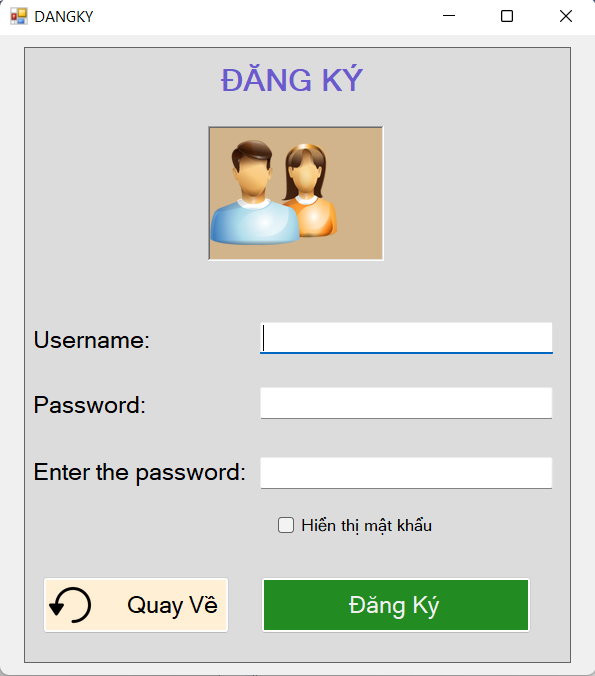 DANGKY
ĐĂNG KÝ
Username:
Password:
Enter the password:
Hiển thị mật khẩu
Quay Về
Đăng Ký